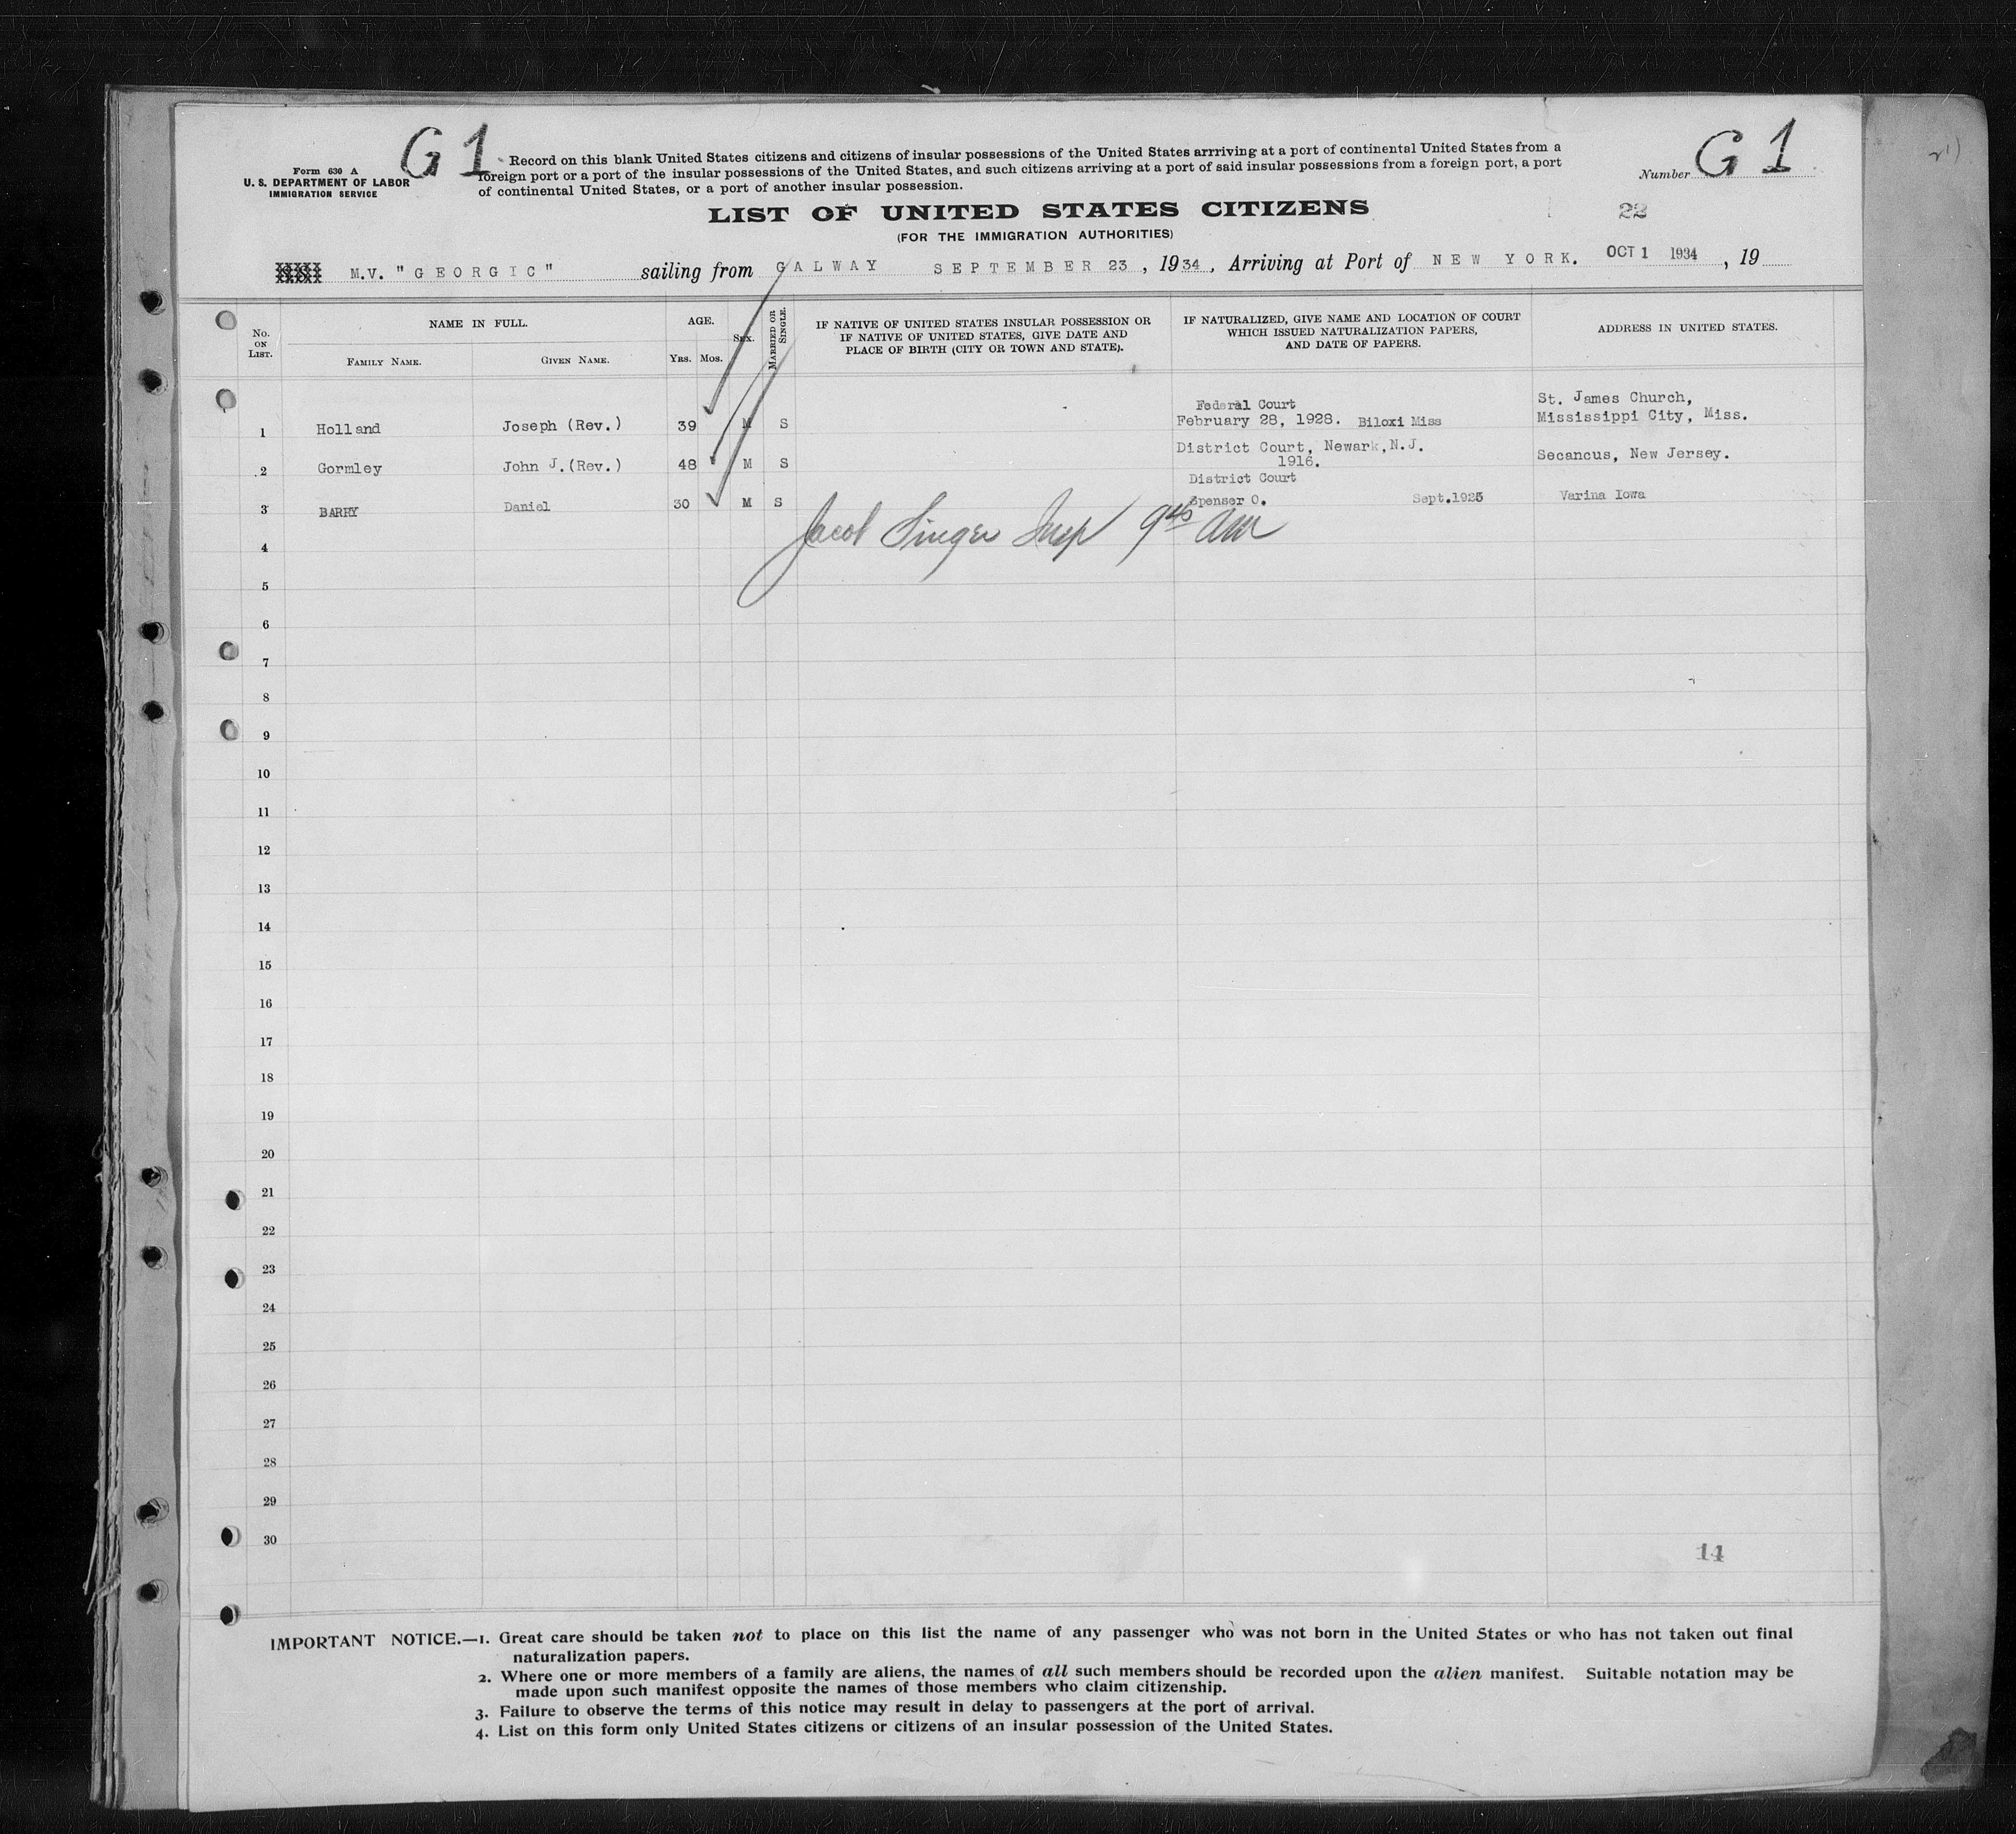 G 1
Form 630 A
U. S. DEPARTMENT OF LABOR
IMMIGRATION SERVICE
Record on this blank United States citizens and citizens of insular possessions of the United States arrriving at a port of continental United States from a
foreign port or a port of the insular possessions of the United States, and such citizens arriving at a port of said insular possessions from a foreign port, a port
of continental United States, or a port of another insular possession.
Number G 1
LIST OF UNITED STATES CITIZENS
22
(FOR THE IMMIGRATION AUTHORITIES)
M.V. "GEORGIC" sailing from GALWAY SEPTEMBER 23, 1934, Arriving at Port of NEW YORK. OCT 1 1934, 19
No. ON LIST.
NAME IN FULL.
FAMILY NAME. GIVEN NAME.
AGE.
YRS. MOS.
SEX.
MARRIED OR SINGLE.
IF NATIVE OF UNITED STATES INSULAR POSSESSION OR
IF NATIVE OF UNITED STATES, GIVE DATE AND
PLACE OF BIRTH (CITY OR TOWN AND STATE).
IF NATURALIZED, GIVE NAME AND LOCATION OF COURT
WHICH ISSUED NATURALIZATION PAPERS,
AND DATE OF PAPERS.
ADDRESS IN UNITED STATES.
Federal Court St. James Church,
1 Holland Joseph (Rev.) 39 M S February 28, 1928. Biloxi Miss Mississippi City, Miss.
District Court, Newark,N.J.
2 Gormley John J.(Rev.) 48 M S 1916. Secancus, New Jersey.
District Court
3 BARRY Daniel 30 M S Spenser O. Sept.1925 Varina Iowa
Jacob Singer Insp 9 45 am
4
5
6
7
8
9
10
11
12
13
14
15
16
17
18
19
20
21
22
23
24
25
26
27
28
29
30
14
IMPORTANT NOTICE.—1. Great care should be taken not to place on this list the name of any passenger who was not born in the United States or who has not taken out final
naturalization papers.
2. Where one or more members of a family are aliens, the names of all such members should be recorded upon the alien manifest. Suitable notation may be
made upon such manifest opposite the names of those members who claim citizenship.
3. Failure to observe the terms of this notice may result in delay to passengers at the port of arrival.
4. List on this form only United States citizens or citizens of an insular possession of the United States.